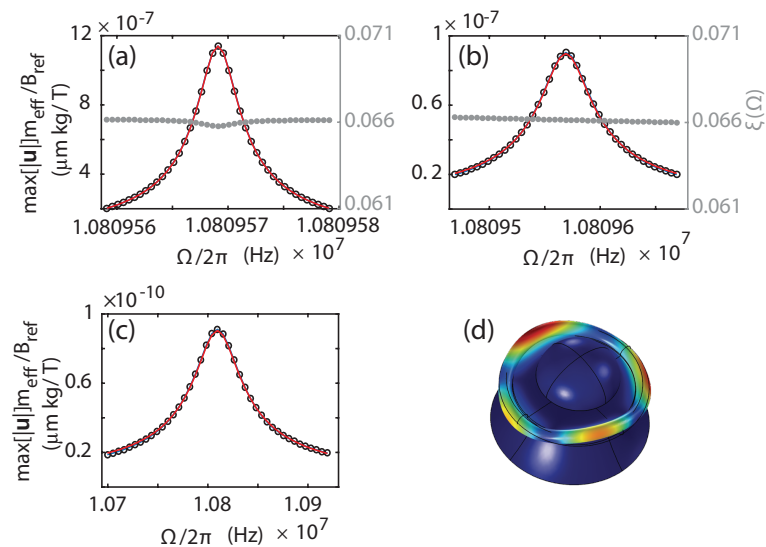 12 × 10⁻⁷
(a)
8
4
max[|u|]m_eff/B_ref
(μm kg/T)
0.071
0.066
0.061
1.080956
1.080957
1.080958
Ω/2π (Hz) × 10⁷
1 × 10⁻⁷
(b)
0.6
0.2
0.071
0.066
0.061
ξ(Ω)
1.08095
1.08096
Ω/2π (Hz) × 10⁷
1 ×10⁻¹⁰
(c)
0.6
0.2
max[|u|]m_eff/B_ref
(μm kg/T)
1.07
1.08
1.09
Ω/2π (Hz) × 10⁷
(d)